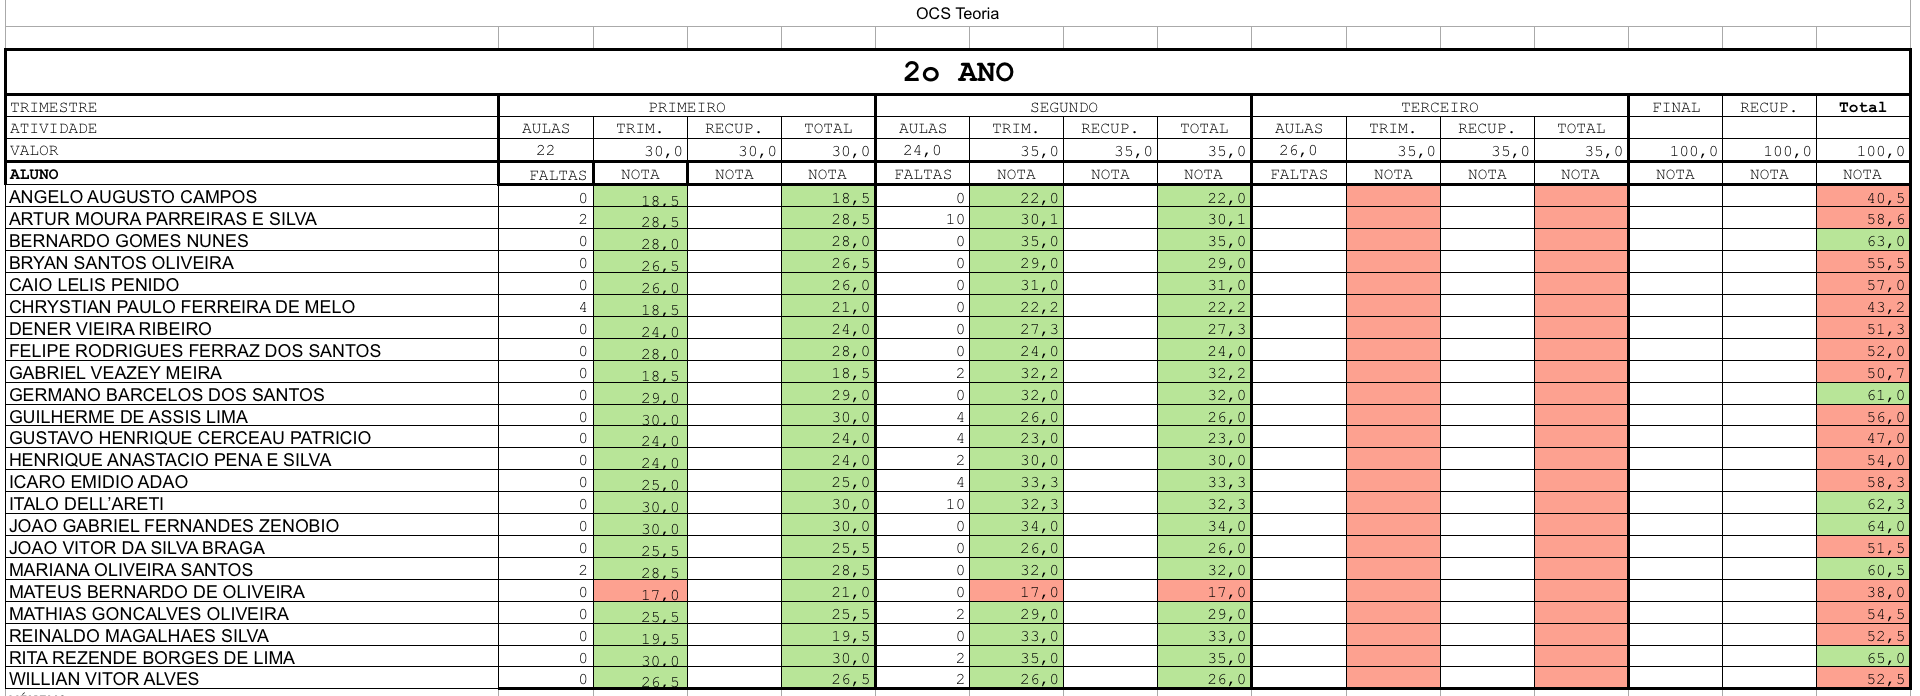 OCS Teoria
2o ANO
TRIMESTRE PRIMEIRO SEGUNDO TERCEIRO FINAL RECUP. Total
ATIVIDADE AULAS TRIM. RECUP. TOTAL AULAS TRIM. RECUP. TOTAL AULAS TRIM. RECUP. TOTAL
VALOR 22 30,0 30,0 30,0 24,0 35,0 35,0 35,0 26,0 35,0 35,0 35,0 100,0 100,0 100,0
ALUNO FALTAS NOTA NOTA NOTA FALTAS NOTA NOTA NOTA FALTAS NOTA NOTA NOTA NOTA NOTA NOTA
ANGELO AUGUSTO CAMPOS 0 18,5 18,5 0 22,0 22,0 40,5
ARTUR MOURA PARREIRAS E SILVA 2 28,5 28,5 10 30,1 30,1 58,6
BERNARDO GOMES NUNES 0 28,0 28,0 0 35,0 35,0 63,0
BRYAN SANTOS OLIVEIRA 0 26,5 26,5 0 29,0 29,0 55,5
CAIO LELIS PENIDO 0 26,0 26,0 0 31,0 31,0 57,0
CHRYSTIAN PAULO FERREIRA DE MELO 4 18,5 21,0 0 22,2 22,2 43,2
DENER VIEIRA RIBEIRO 0 24,0 24,0 0 27,3 27,3 51,3
FELIPE RODRIGUES FERRAZ DOS SANTOS 0 28,0 28,0 0 24,0 24,0 52,0
GABRIEL VEAZEY MEIRA 0 18,5 18,5 2 32,2 32,2 50,7
GERMANO BARCELOS DOS SANTOS 0 29,0 29,0 0 32,0 32,0 61,0
GUILHERME DE ASSIS LIMA 0 30,0 30,0 4 26,0 26,0 56,0
GUSTAVO HENRIQUE CERCEAU PATRICIO 0 24,0 24,0 4 23,0 23,0 47,0
HENRIQUE ANASTACIO PENA E SILVA 0 24,0 24,0 2 30,0 30,0 54,0
ICARO EMIDIO ADAO 0 25,0 25,0 4 33,3 33,3 58,3
ITALO DELL’ARETI 0 30,0 30,0 10 32,3 32,3 62,3
JOAO GABRIEL FERNANDES ZENOBIO 0 30,0 30,0 0 34,0 34,0 64,0
JOAO VITOR DA SILVA BRAGA 0 25,5 25,5 0 26,0 26,0 51,5
MARIANA OLIVEIRA SANTOS 2 28,5 28,5 0 32,0 32,0 60,5
MATEUS BERNARDO DE OLIVEIRA 0 17,0 21,0 0 17,0 17,0 38,0
MATHIAS GONCALVES OLIVEIRA 0 25,5 25,5 2 29,0 29,0 54,5
REINALDO MAGALHAES SILVA 0 19,5 19,5 0 33,0 33,0 52,5
RITA REZENDE BORGES DE LIMA 0 30,0 30,0 2 35,0 35,0 65,0
WILLIAN VITOR ALVES 0 26,5 26,5 2 26,0 26,0 52,5